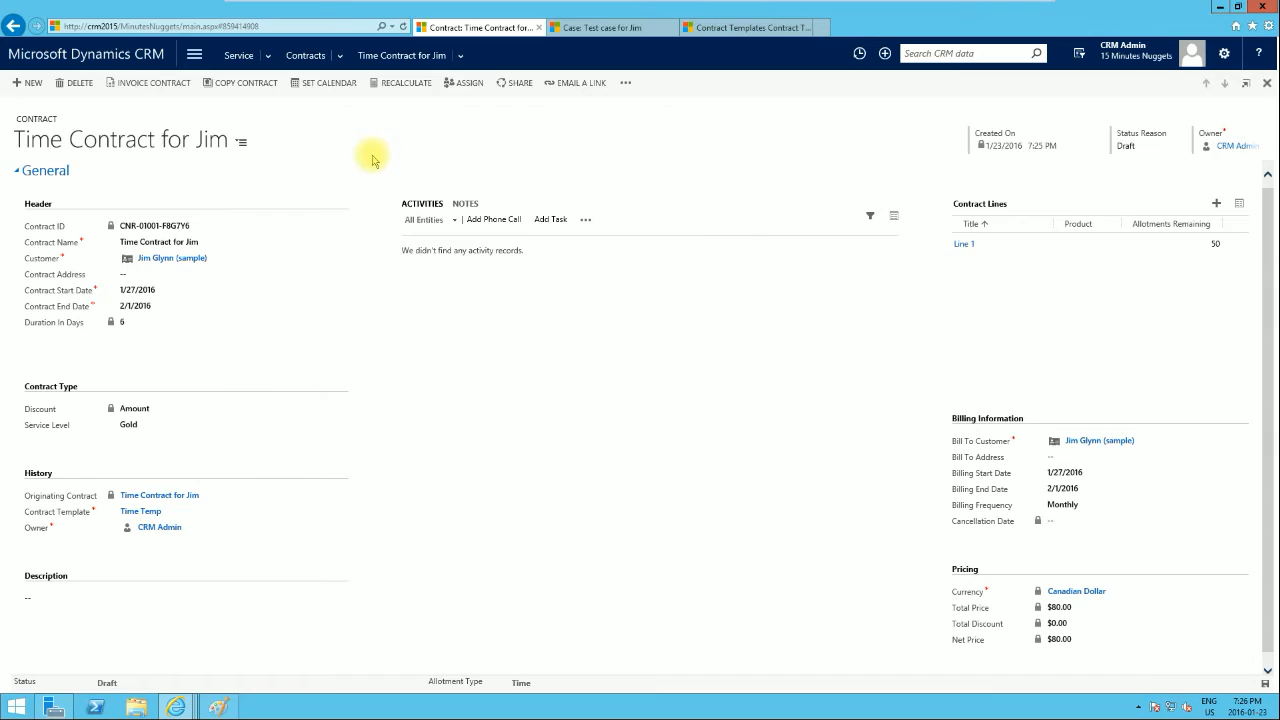 http://crm2015/MinutesNuggets/main.aspx#859414908
Contract: Time Contract for...
Case: Test case for Jim
Contract Templates Contract T...
Microsoft Dynamics CRM
Service
Contracts
Time Contract for Jim
Search CRM data
CRM Admin
15 Minutes Nuggets
?
NEW
DELETE
INVOICE CONTRACT
COPY CONTRACT
SET CALENDAR
RECALCULATE
ASSIGN
SHARE
EMAIL A LINK
CONTRACT
Time Contract for Jim
Created On
1/23/2016 7:25 PM
Status Reason
Draft
Owner*
CRM Admin
General
Header
Contract ID CNR-01001-F8G7Y6
Contract Name* Time Contract for Jim
Customer* Jim Glynn (sample)
Contract Address --
Contract Start Date* 1/27/2016
Contract End Date* 2/1/2016
Duration In Days 6
Contract Type
Discount Amount
Service Level Gold
History
Originating Contract Time Contract for Jim
Contract Template* Time Temp
Owner* CRM Admin
Description
--
ACTIVITIES NOTES
All Entities Add Phone Call Add Task
We didn't find any activity records.
Contract Lines
Title Product Allotments Remaining
Line 1 50
Billing Information
Bill To Customer* Jim Glynn (sample)
Bill To Address --
Billing Start Date 1/27/2016
Billing End Date 2/1/2016
Billing Frequency Monthly
Cancellation Date --
Pricing
Currency* Canadian Dollar
Total Price $80.00
Total Discount $0.00
Net Price $80.00
Status Draft Allotment Type Time
ENG 7:26 PM
US 2016-01-23